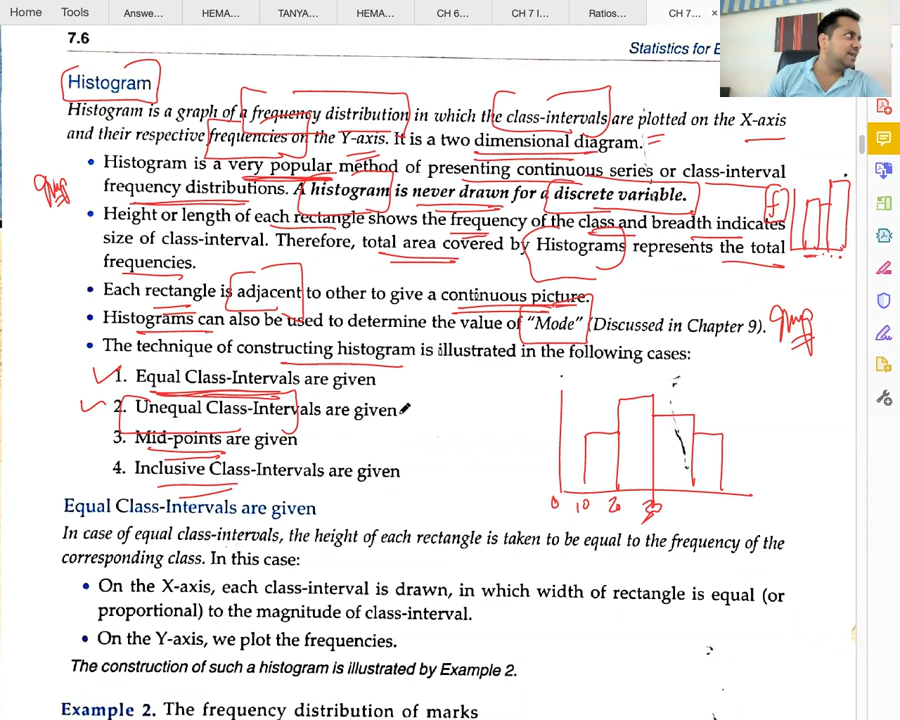 Home Tools Answe... HEMA... TANYA... HEMA... CH 6... CH 7 I... Ratios... CH 7... ×
7.6
Statistics for E
Histogram
Histogram is a graph of a frequency distribution in which the class-intervals are plotted on the X-axis
and their respective frequencies on the Y-axis. It is a two dimensional diagram.
• Histogram is a very popular method of presenting continuous series or class-interval
frequency distributions. A histogram is never drawn for a discrete variable.
• Height or length of each rectangle shows the frequency of the class and breadth indicates
size of class-interval. Therefore, total area covered by Histograms represents the total
frequencies.
• Each rectangle is adjacent to other to give a continuous picture.
• Histograms can also be used to determine the value of "Mode" (Discussed in Chapter 9).
• The technique of constructing histogram is illustrated in the following cases:
1. Equal Class-Intervals are given
2. Unequal Class-Intervals are given
3. Mid-points are given
4. Inclusive Class-Intervals are given
0 10 20 30
Equal Class-Intervals are given
In case of equal class-intervals, the height of each rectangle is taken to be equal to the frequency of the
corresponding class. In this case:
• On the X-axis, each class-interval is drawn, in which width of rectangle is equal (or
proportional) to the magnitude of class-interval.
• On the Y-axis, we plot the frequencies.
The construction of such a histogram is illustrated by Example 2.
Example 2. The frequency distribution of marks